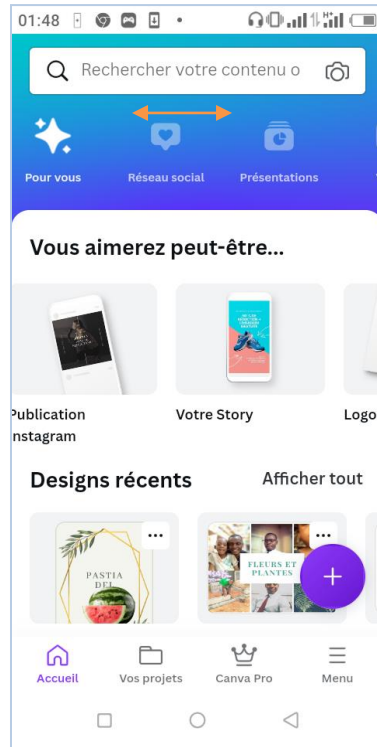 01:48
Rechercher votre contenu o
Pour vous
Réseau social
Présentations
Vous aimerez peut-être...
Publication
Instagram
Votre Story
Logo
Designs récents
Afficher tout
PASTIA
DEL
FLEURS ET
PLANTES
Accueil
Vos projets
Canva Pro
Menu